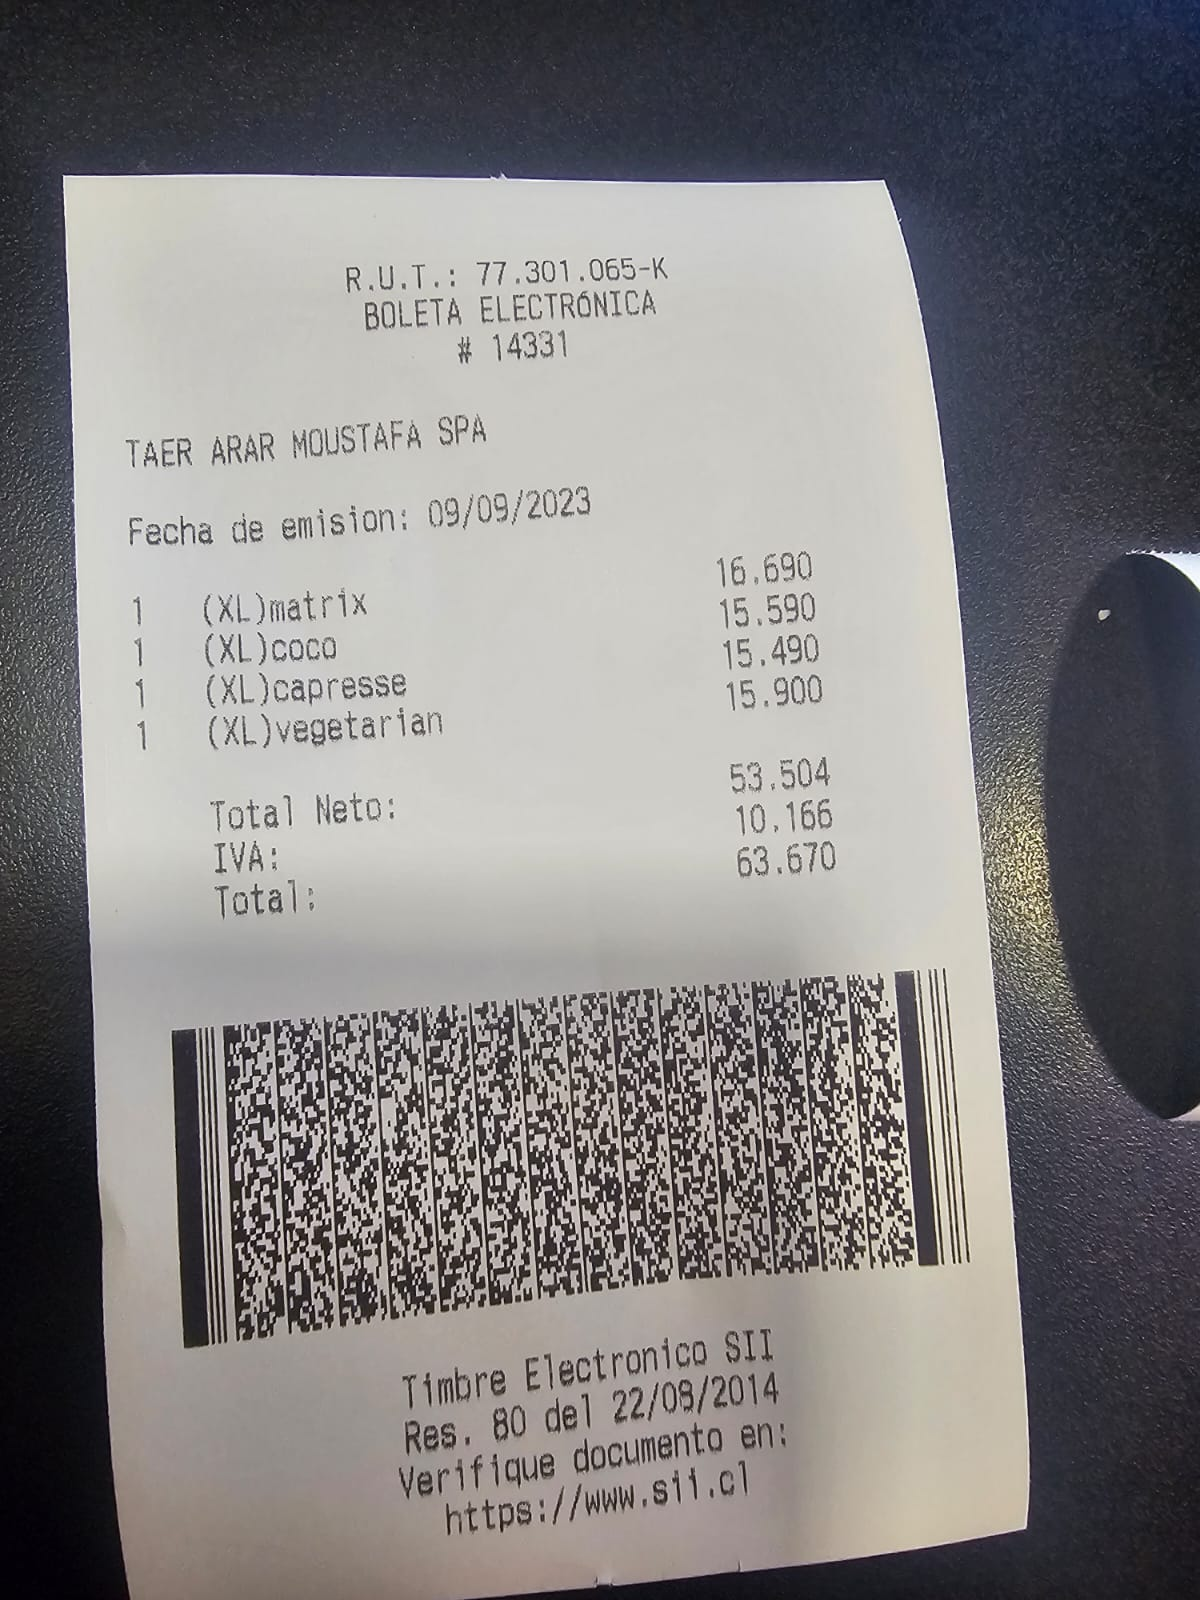 R.U.T.: 77.301.065-K
BOLETA ELECTRÓNICA
# 14331
TAER ARAR MOUSTAFA SPA
Fecha de emision: 09/09/2023
1 (XL)matrix 16.690
1 (XL)coco 15.590
1 (XL)capresse 15.490
1 (XL)vegetarian 15.900
Total Neto: 53.504
IVA: 10.166
Total: 63.670
Timbre Electronico SII
Res. 80 del 22/08/2014
Verifique documento en:
https://www.sii.cl